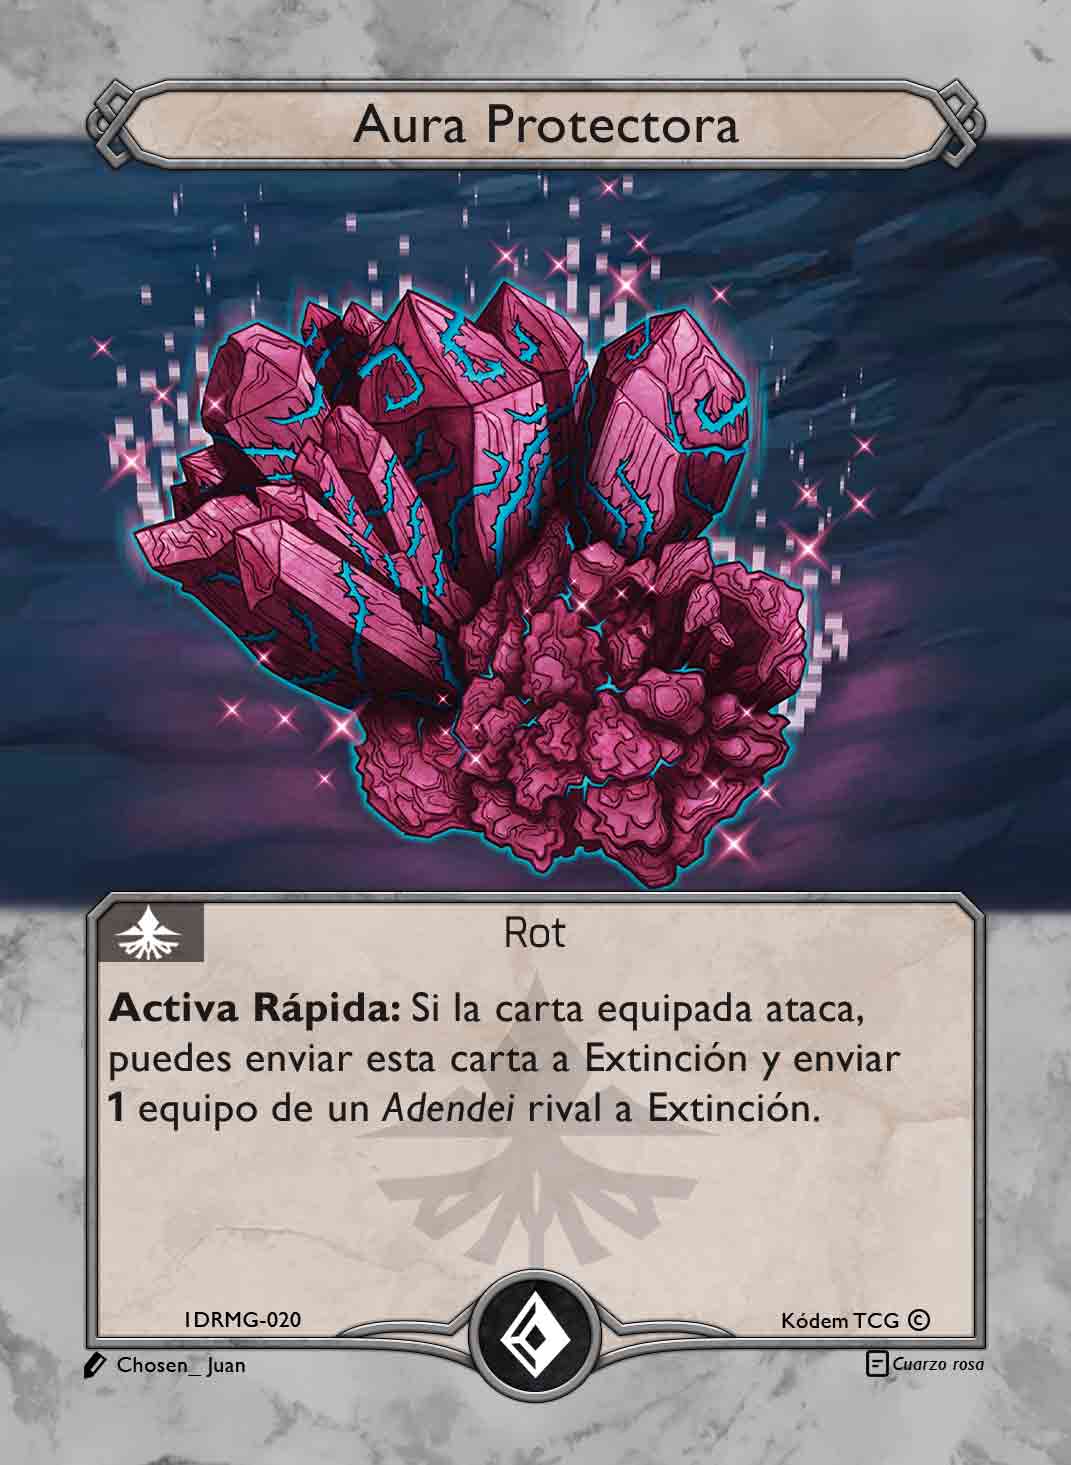 Aura Protectora
Rot
Activa Rápida: Si la carta equipada ataca,
puedes enviar esta carta a Extinción y enviar
1 equipo de un Adendei rival a Extinción.
1DRMG-020
Kódem TCG ©
Chosen_ Juan
Cuarzo rosa